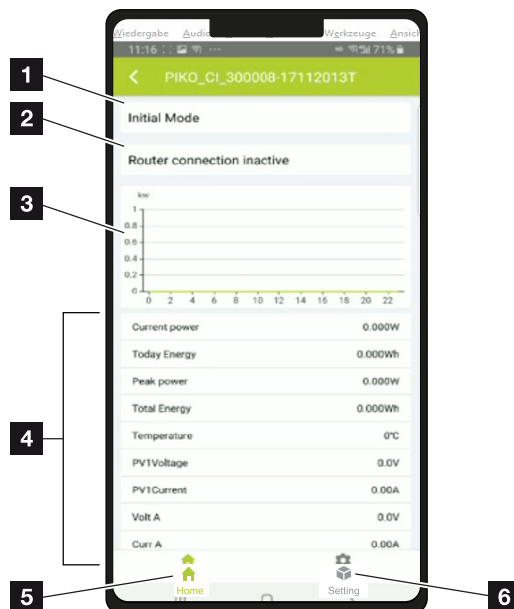 Wiedergabe Audio Werkzeuge Ansich
11:16 71%
PIKO_CI_300008-17112013T
1
Initial Mode
2
Router connection inactive
3
kw
1
0.8
0.6
0.4
0.2
0
0 2 4 6 8 10 12 14 16 18 20 22
4
Current power 0.000W
Today Energy 0.000Wh
Peak power 0.000W
Total Energy 0.000Wh
Temperature 0°C
PV1Voltage 0.0V
PV1Current 0.00A
Volt A 0.0V
Curr A 0.00A
5
Home
Setting
6